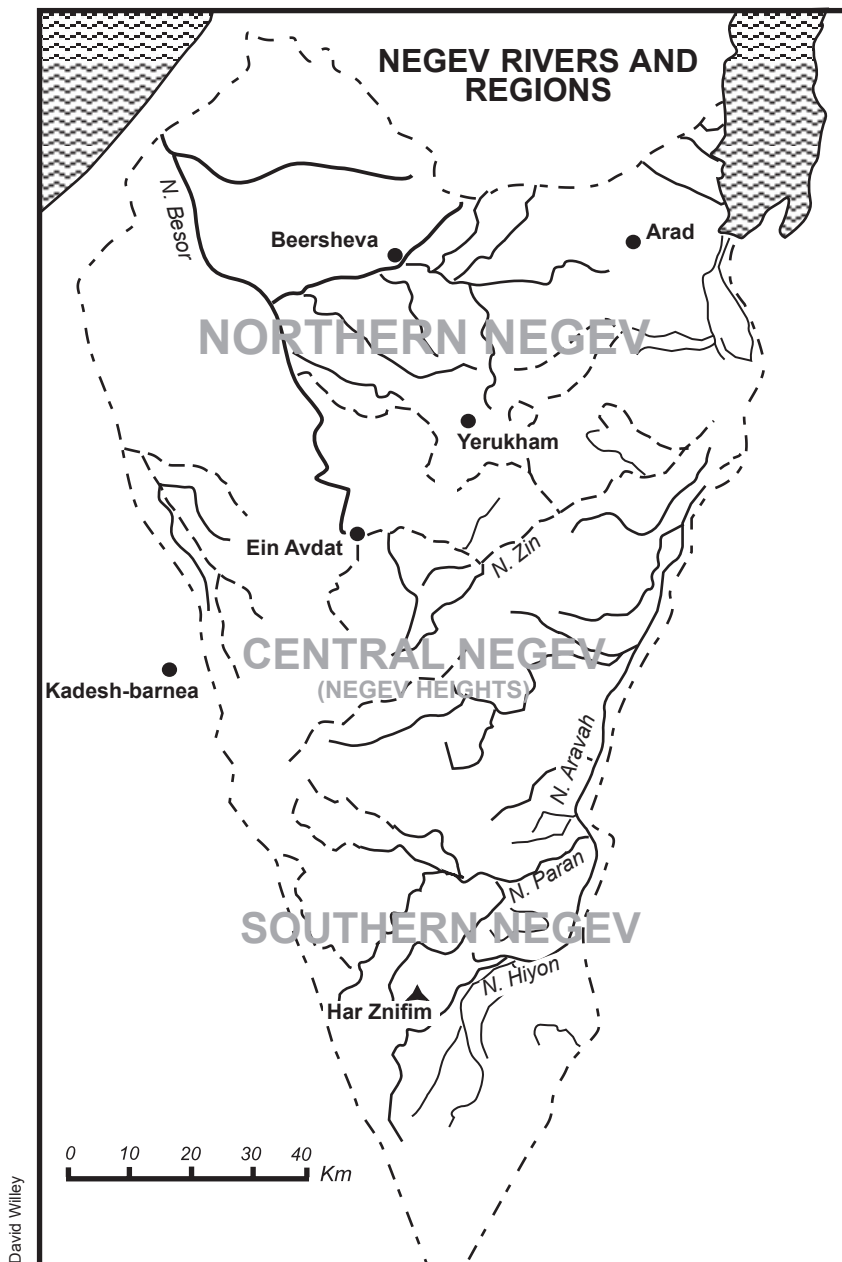 NEGEV RIVERS AND
REGIONS
N. Besor
Beersheva
Arad
NORTHERN NEGEV
Yerukham
Ein Avdat
N. Zin
CENTRAL NEGEV
(NEGEV HEIGHTS)
Kadesh-barnea
N. Aravah
N. Paran
SOUTHERN NEGEV
N. Hiyon
Har Znifim
0 10 20 30 40
Km
David Willey